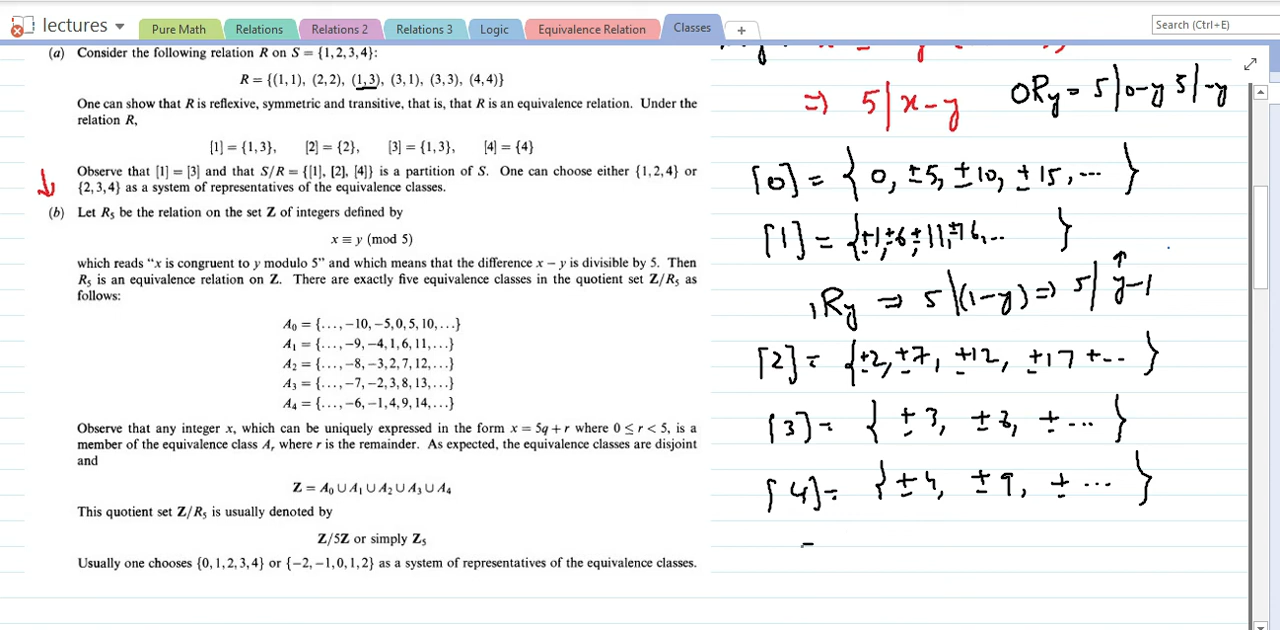 lectures
Pure Math
Relations
Relations 2
Relations 3
Logic
Equivalence Relation
Classes
+
Search (Ctrl+E)
(a) Consider the following relation R on S = {1,2,3,4}:
R = {(1,1), (2,2), (1,3), (3,1), (3,3), (4,4)}
One can show that R is reflexive, symmetric and transitive, that is, that R is an equivalence relation. Under the
relation R,
[1] = {1,3}, [2] = {2}, [3] = {1,3}, [4] = {4}
Observe that [1] = [3] and that S/R = {[1], [2], [4]} is a partition of S. One can choose either {1,2,4} or
{2,3,4} as a system of representatives of the equivalence classes.
(b) Let R₅ be the relation on the set Z of integers defined by
x ≡ y (mod 5)
which reads “x is congruent to y modulo 5” and which means that the difference x − y is divisible by 5. Then
R₅ is an equivalence relation on Z. There are exactly five equivalence classes in the quotient set Z/R₅ as
follows:
A₀ = {…, −10, −5, 0, 5, 10, …}
A₁ = {…, −9, −4, 1, 6, 11, …}
A₂ = {…, −8, −3, 2, 7, 12, …}
A₃ = {…, −7, −2, 3, 8, 13, …}
A₄ = {…, −6, −1, 4, 9, 14, …}
Observe that any integer x, which can be uniquely expressed in the form x = 5q + r where 0 ≤ r < 5, is a
member of the equivalence class Aᵣ where r is the remainder. As expected, the equivalence classes are disjoint
and
Z = A₀ ∪ A₁ ∪ A₂ ∪ A₃ ∪ A₄
This quotient set Z/R₅ is usually denoted by
Z/5Z or simply Z₅
Usually one chooses {0,1,2,3,4} or {−2,−1,0,1,2} as a system of representatives of the equivalence classes.
⇒ 5|x−y
0Ry = 5|0−y 5|−y
[0] = {0, ±5, ±10, ±15, ... }
[1] = {±1, ±6, ±11, ±16, ... }
1Ry ⇒ 5|(1−y) ⇒ 5|y−1
[2] = {±2, ±7, ±12, ±17 ±... }
[3] = { ±3, ±8, ± ... }
[4] = { ±4, ±9, ± ... }